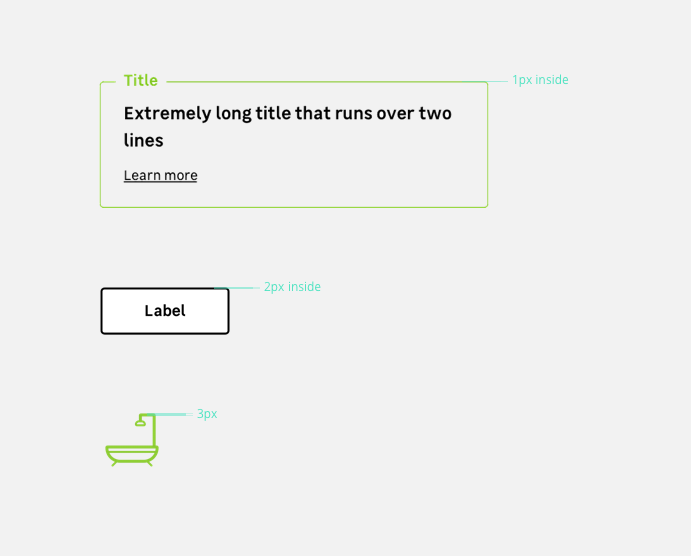 Title
1px inside
Extremely long title that runs over two
lines
Learn more
2px inside
Label
3px